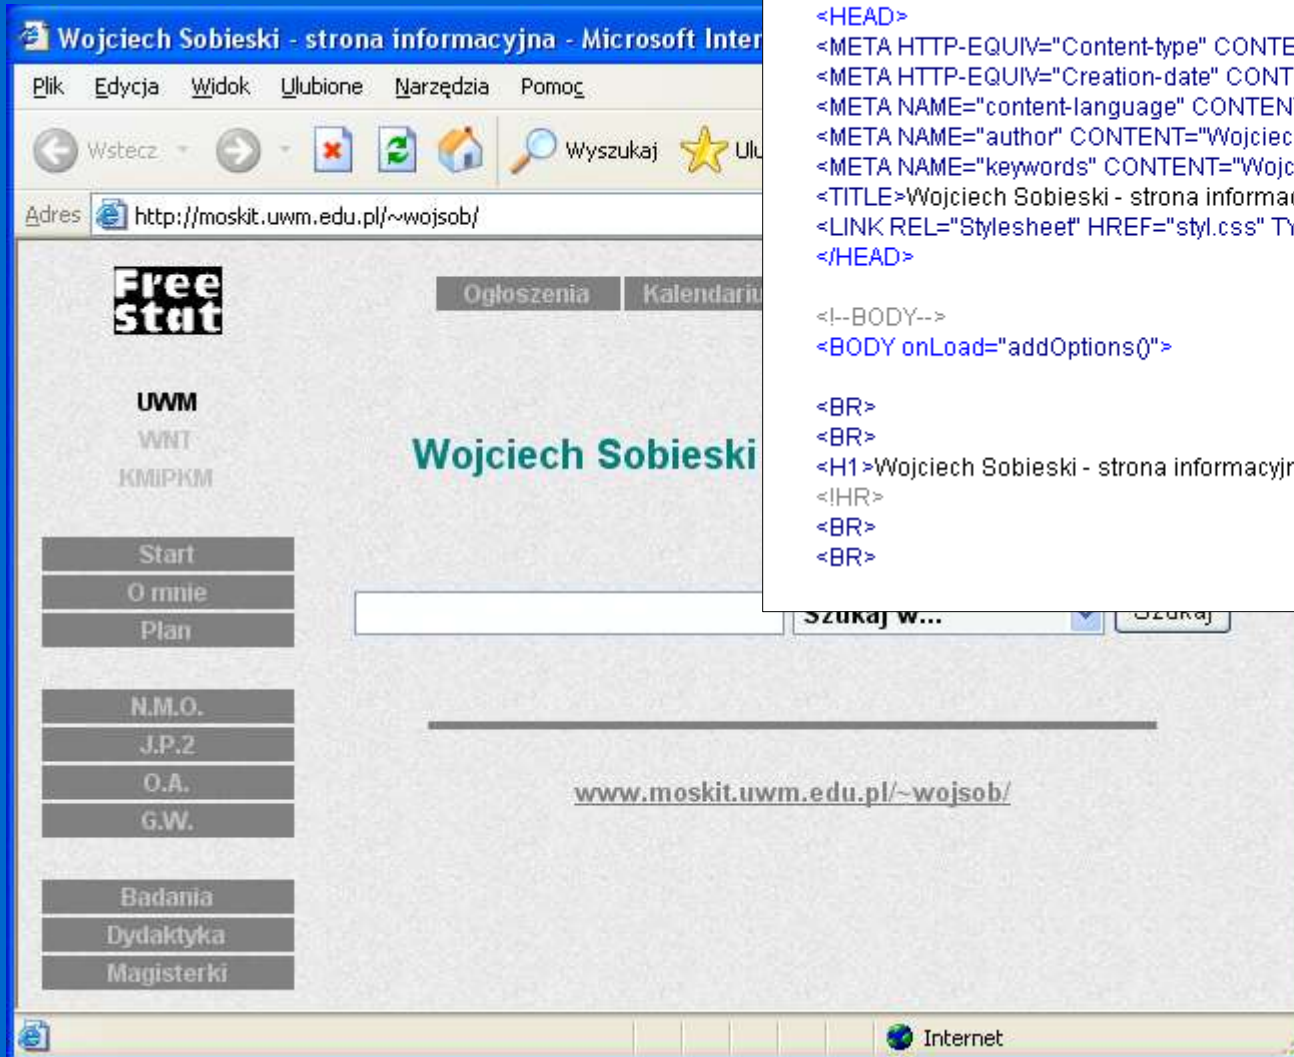 Wojciech Sobieski - strona informacyjna - Microsoft Inter
Plik Edycja Widok Ulubione Narzędzia Pomoc
Wstecz Wyszukaj Ulu
Adres http://moskit.uwm.edu.pl/~wojsob/
Free
Stat
Ogłoszenia Kalendariu
UWM
WNT
KMiPKM
Wojciech Sobieski
Start
O mnie
Plan
Szukaj w... Szukaj
N.M.O.
J.P.2
O.A.
G.W.
www.moskit.uwm.edu.pl/~wojsob/
Badania
Dydaktyka
Magisterki
Internet
<HEAD>
<META HTTP-EQUIV="Content-type" CONTE
<META HTTP-EQUIV="Creation-date" CONT
<META NAME="content-language" CONTEN
<META NAME="author" CONTENT="Wojciec
<META NAME="keywords" CONTENT="Wojc
<TITLE>Wojciech Sobieski - strona informac
<LINK REL="Stylesheet" HREF="styl.css" TY
</HEAD>
<!--BODY-->
<BODY onLoad="addOptions()">
<BR>
<BR>
<H1>Wojciech Sobieski - strona informacyjn
<!HR>
<BR>
<BR>